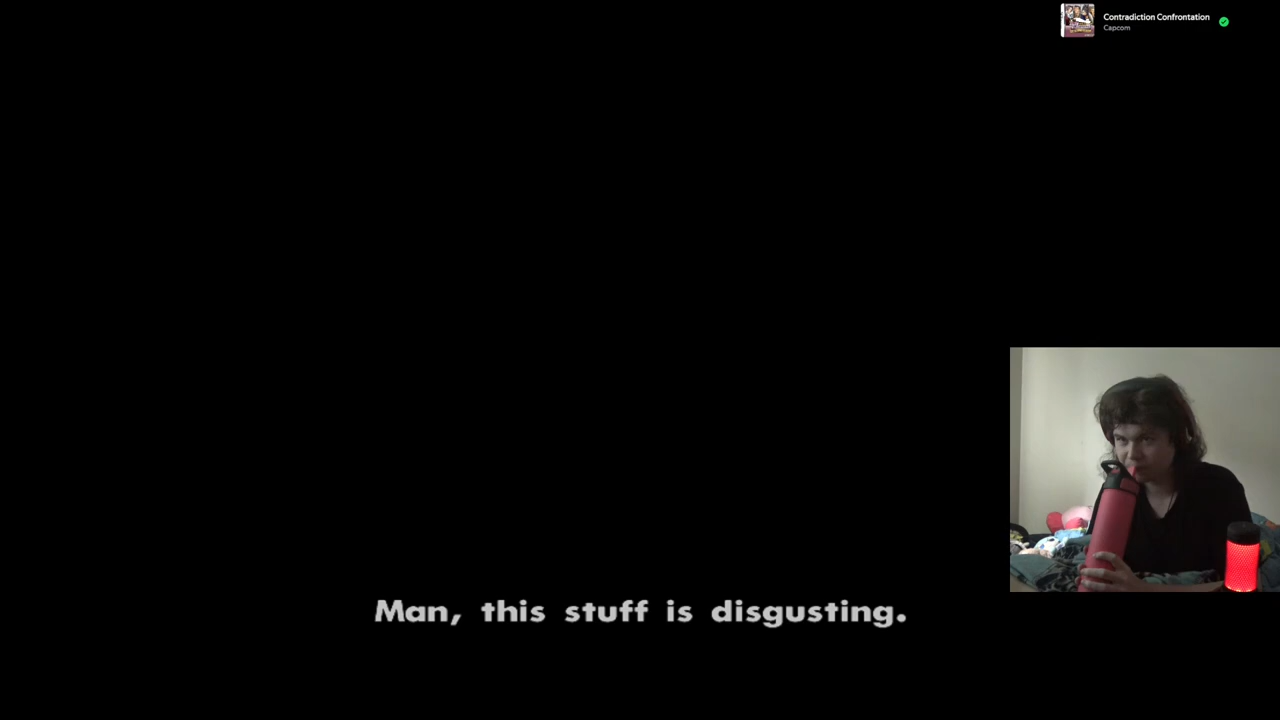 Contradiction Confrontation
Capcom
Man, this stuff is disgusting.